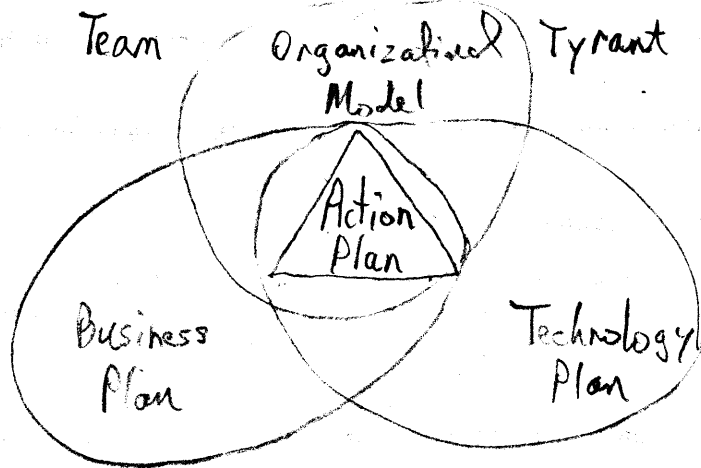 Team
Organizational
Model
Tyrant
Action
Plan
Business
Plan
Technology
Plan